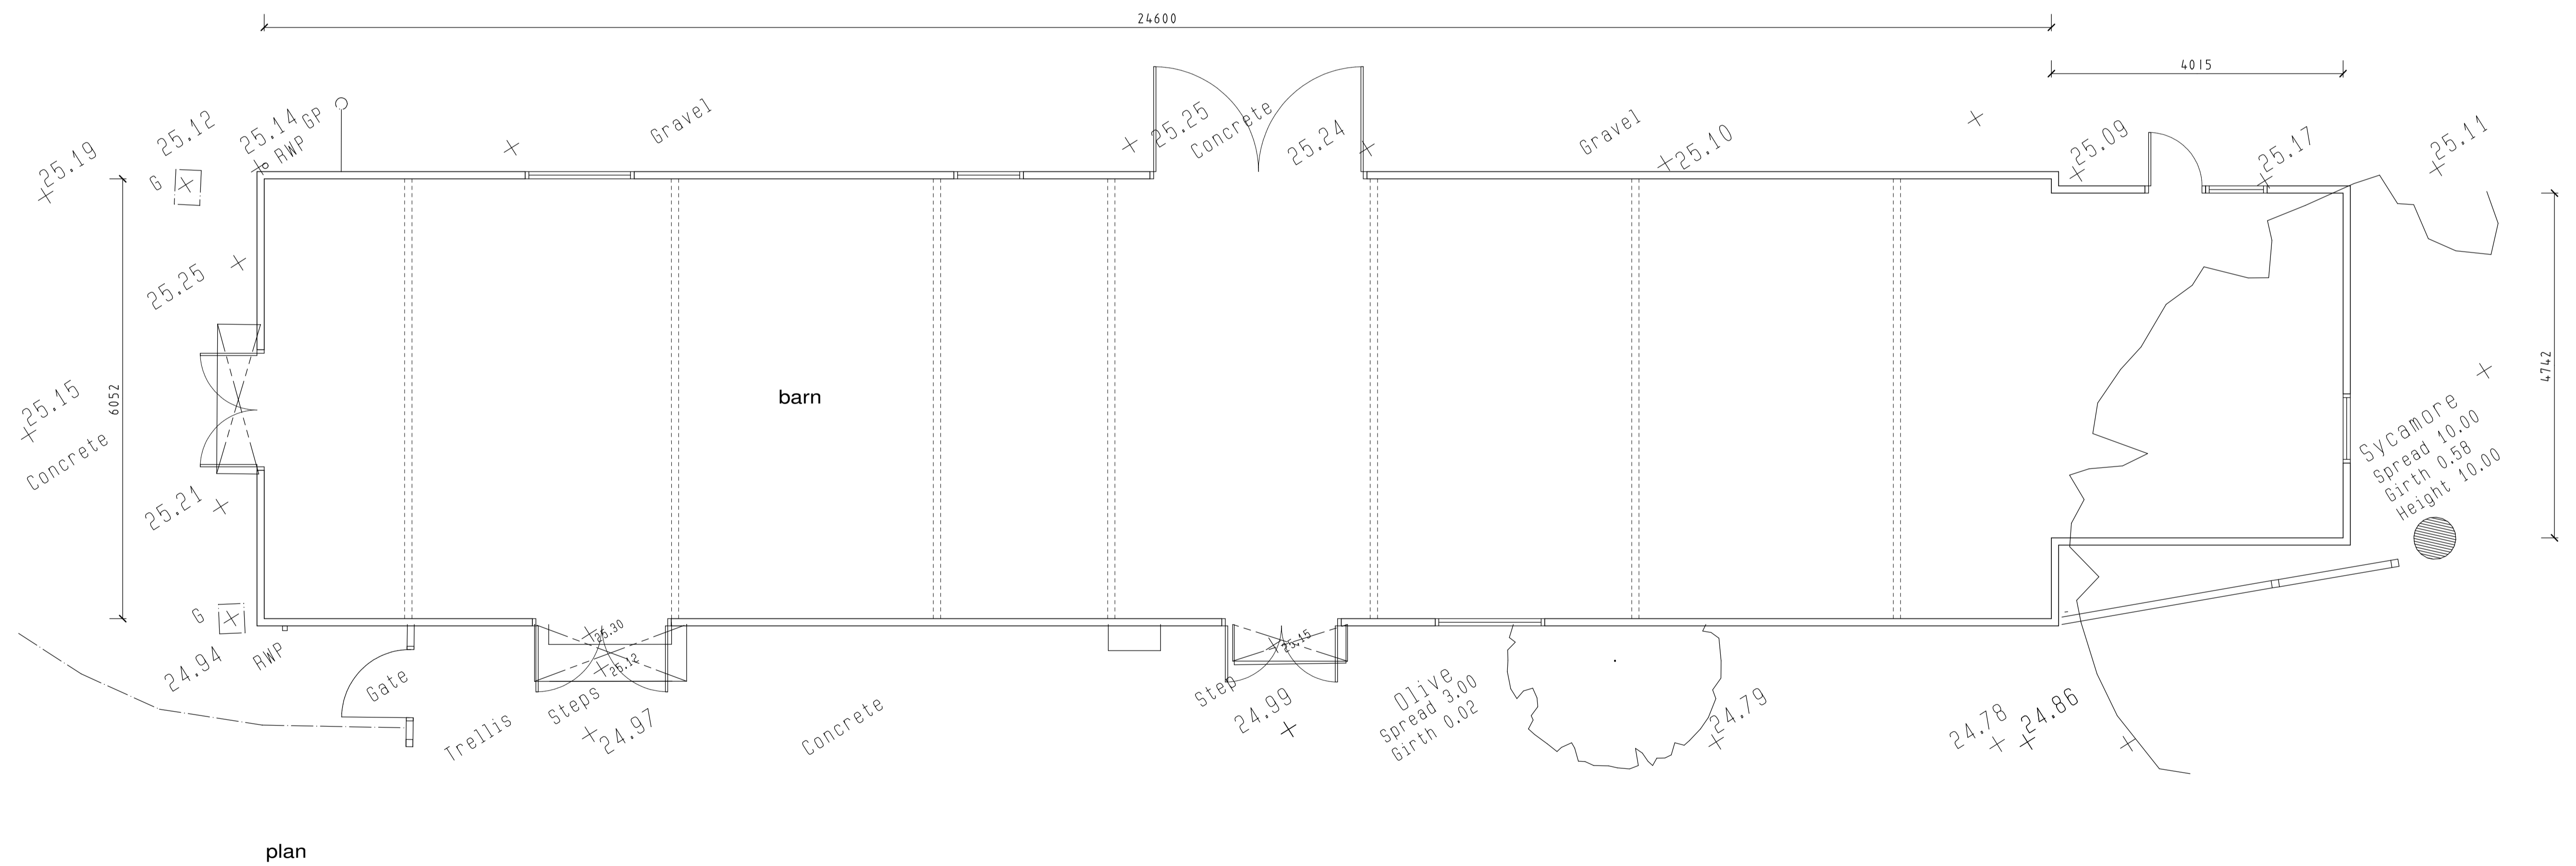 24600
4015
25.19
25.12
25.14
GP
RWP
G
Gravel
25.25
Concrete
25.24
Gravel
25.10
25.09
25.17
25.11
25.25
6052
4742
barn
25.15
Concrete
25.21
Sycamore
Spread 10.00
Girth 0.58
Height 10.00
G
24.94
RWP
Gate
Trellis
25.30
25.12
Steps
24.97
Concrete
25.15
Step
24.99
Olive
Spread 3.00
Girth 0.02
24.79
24.78
24.86
plan